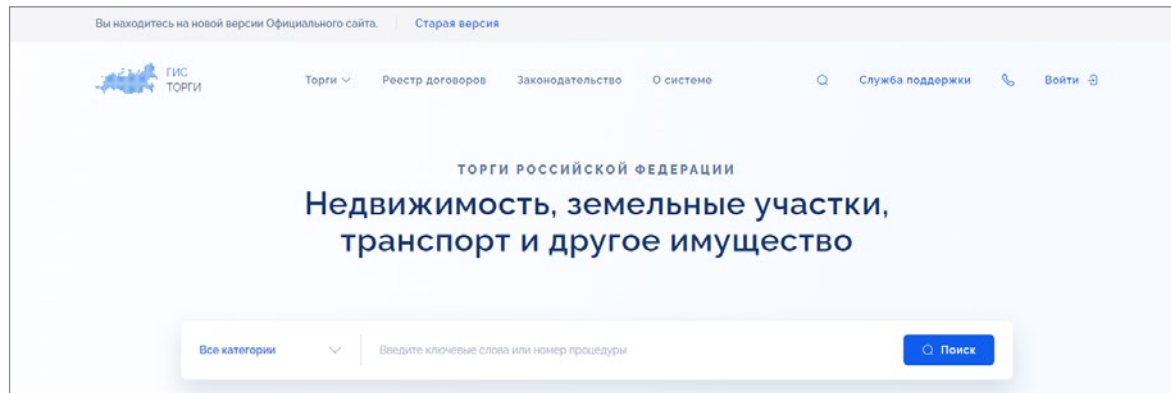 Вы находитесь на новой версии Официального сайта. Старая версия
ГИС
ТОРГИ
Торги Реестр договоров Законодательство О системе Служба поддержки Войти
ТОРГИ РОССИЙСКОЙ ФЕДЕРАЦИИ
Недвижимость, земельные участки,
транспорт и другое имущество
Все категории Введите ключевые слова или номер процедуры Поиск